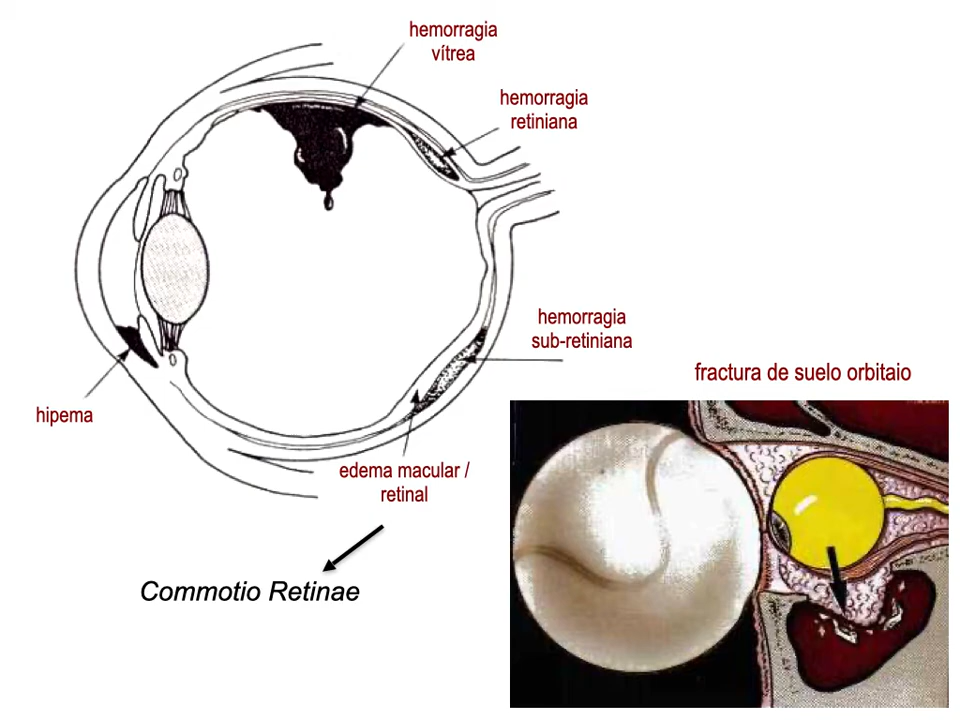 hemorragia
vítrea
hemorragia
retiniana
hemorragia
sub-retiniana
fractura de suelo orbitaio
hipema
edema macular /
retinal
Commotio Retinae